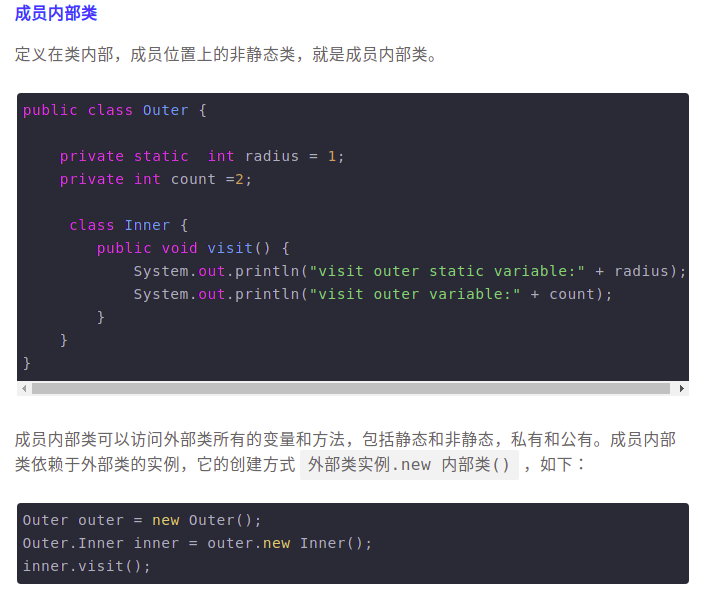 成员内部类
定义在类内部，成员位置上的非静态类，就是成员内部类。
public class Outer {
    private static  int radius = 1;
    private int count =2;
     class Inner {
        public void visit() {
            System.out.println("visit outer static variable:" + radius);
            System.out.println("visit outer variable:" + count);
        }
    }
}
成员内部类可以访问外部类所有的变量和方法，包括静态和非静态，私有和公有。成员内部
类依赖于外部类的实例，它的创建方式 外部类实例.new 内部类() ，如下：
Outer outer = new Outer();
Outer.Inner inner = outer.new Inner();
inner.visit();